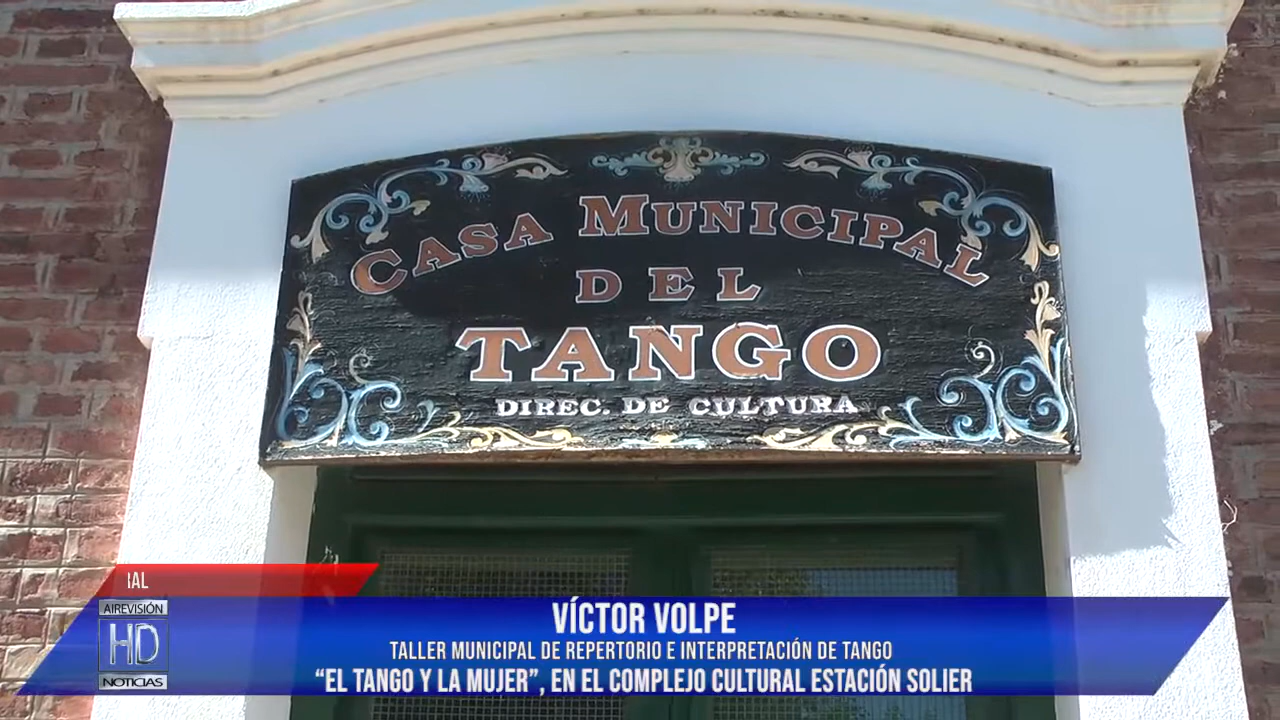 CASA MUNICIPAL
DEL
TANGO
DIREC. DE CULTURA
IAL
AIREVISIÓN
HD
NOTICIAS
VÍCTOR VOLPE
TALLER MUNICIPAL DE REPERTORIO E INTERPRETACIÓN DE TANGO
“EL TANGO Y LA MUJER”, EN EL COMPLEJO CULTURAL ESTACIÓN SOLIER